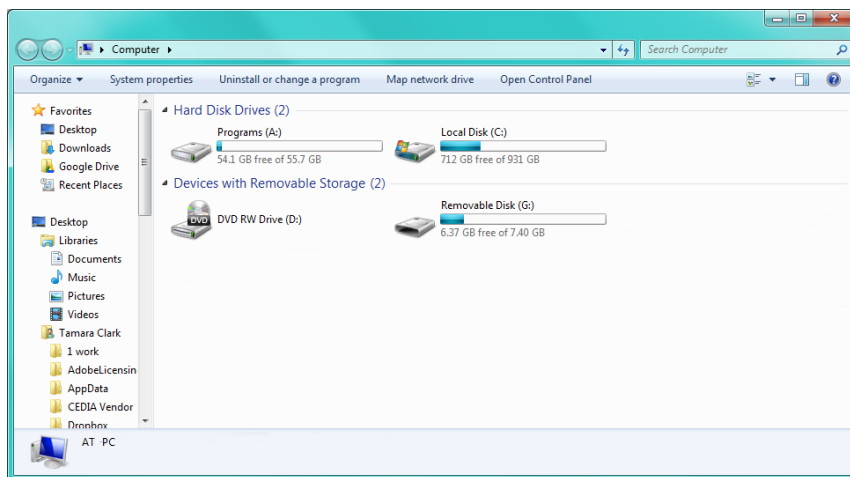 Computer
Search Computer
Organize
System properties
Uninstall or change a program
Map network drive
Open Control Panel
Favorites
Desktop
Downloads
Google Drive
Recent Places
Desktop
Libraries
Documents
Music
Pictures
Videos
Tamara Clark
1 work
AdobeLicensin
AppData
CEDIA Vendor
Dropbox
Hard Disk Drives (2)
Programs (A:)
54.1 GB free of 55.7 GB
Local Disk (C:)
712 GB free of 931 GB
Devices with Removable Storage (2)
DVD
DVD RW Drive (D:)
Removable Disk (G:)
6.37 GB free of 7.40 GB
AT -PC